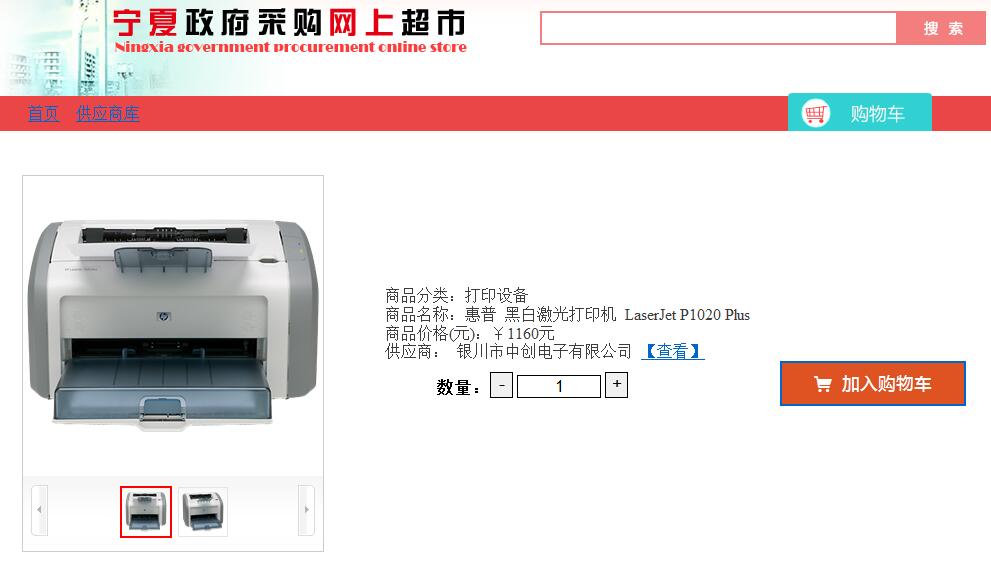 宁夏政府采购网上超市
Ningxia government procurement online store
搜 索
首页 供应商库
购物车
hp
商品分类：打印设备
商品名称：惠普 黑白激光打印机 LaserJet P1020 Plus
商品价格(元)：￥1160元
供应商： 银川市中创电子有限公司 【查看】
数量： - 1 +
加入购物车